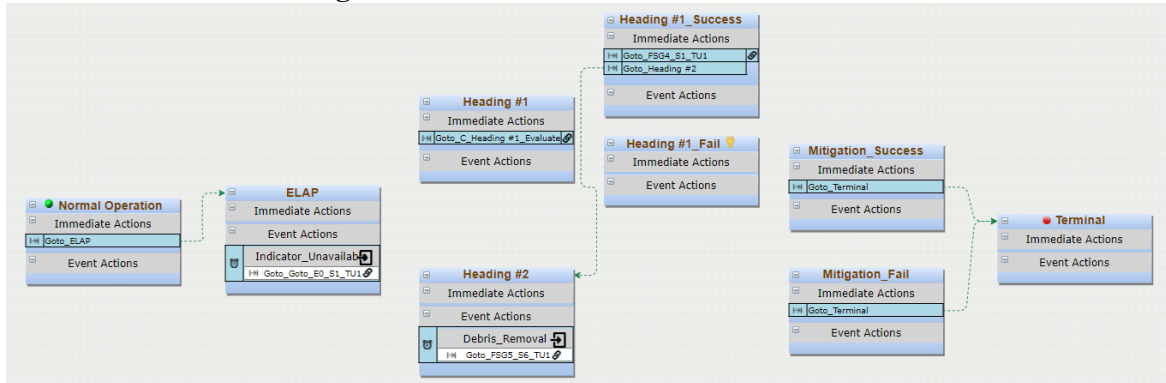 Normal Operation
Immediate Actions
Goto_ELAP
Event Actions
ELAP
Immediate Actions
Event Actions
Indicator_Unavailab
Goto_Goto_E0_S1_TU1
Heading #1
Immediate Actions
Goto_C_Heading #1_Evaluate
Event Actions
Heading #2
Immediate Actions
Event Actions
Debris_Removal
Goto_FSG5_S6_TU1
Heading #1_Success
Immediate Actions
Goto_FSG4_S1_TU1
Goto_Heading #2
Event Actions
Heading #1_Fail
Immediate Actions
Event Actions
Mitigation_Success
Immediate Actions
Goto_Terminal
Event Actions
Mitigation_Fail
Immediate Actions
Goto_Terminal
Event Actions
Terminal
Immediate Actions
Event Actions